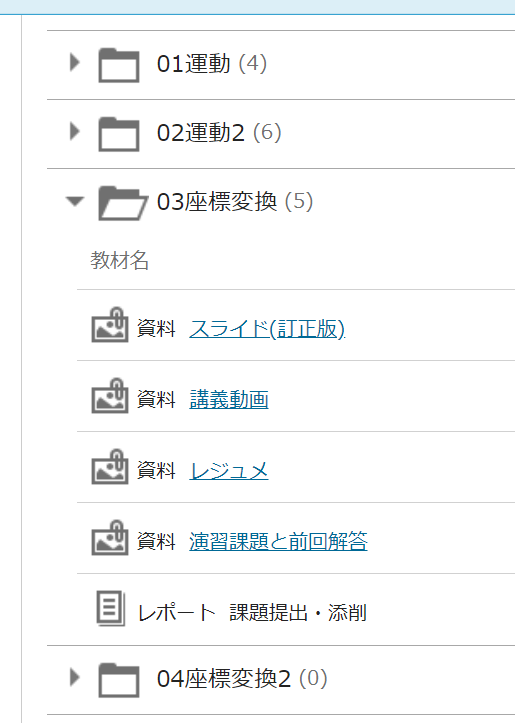 01運動 (4)
02運動2 (6)
03座標変換 (5)
教材名
資料 スライド(訂正版)
資料 講義動画
資料 レジュメ
資料 演習課題と前回解答
レポート 課題提出・添削
04座標変換2 (0)